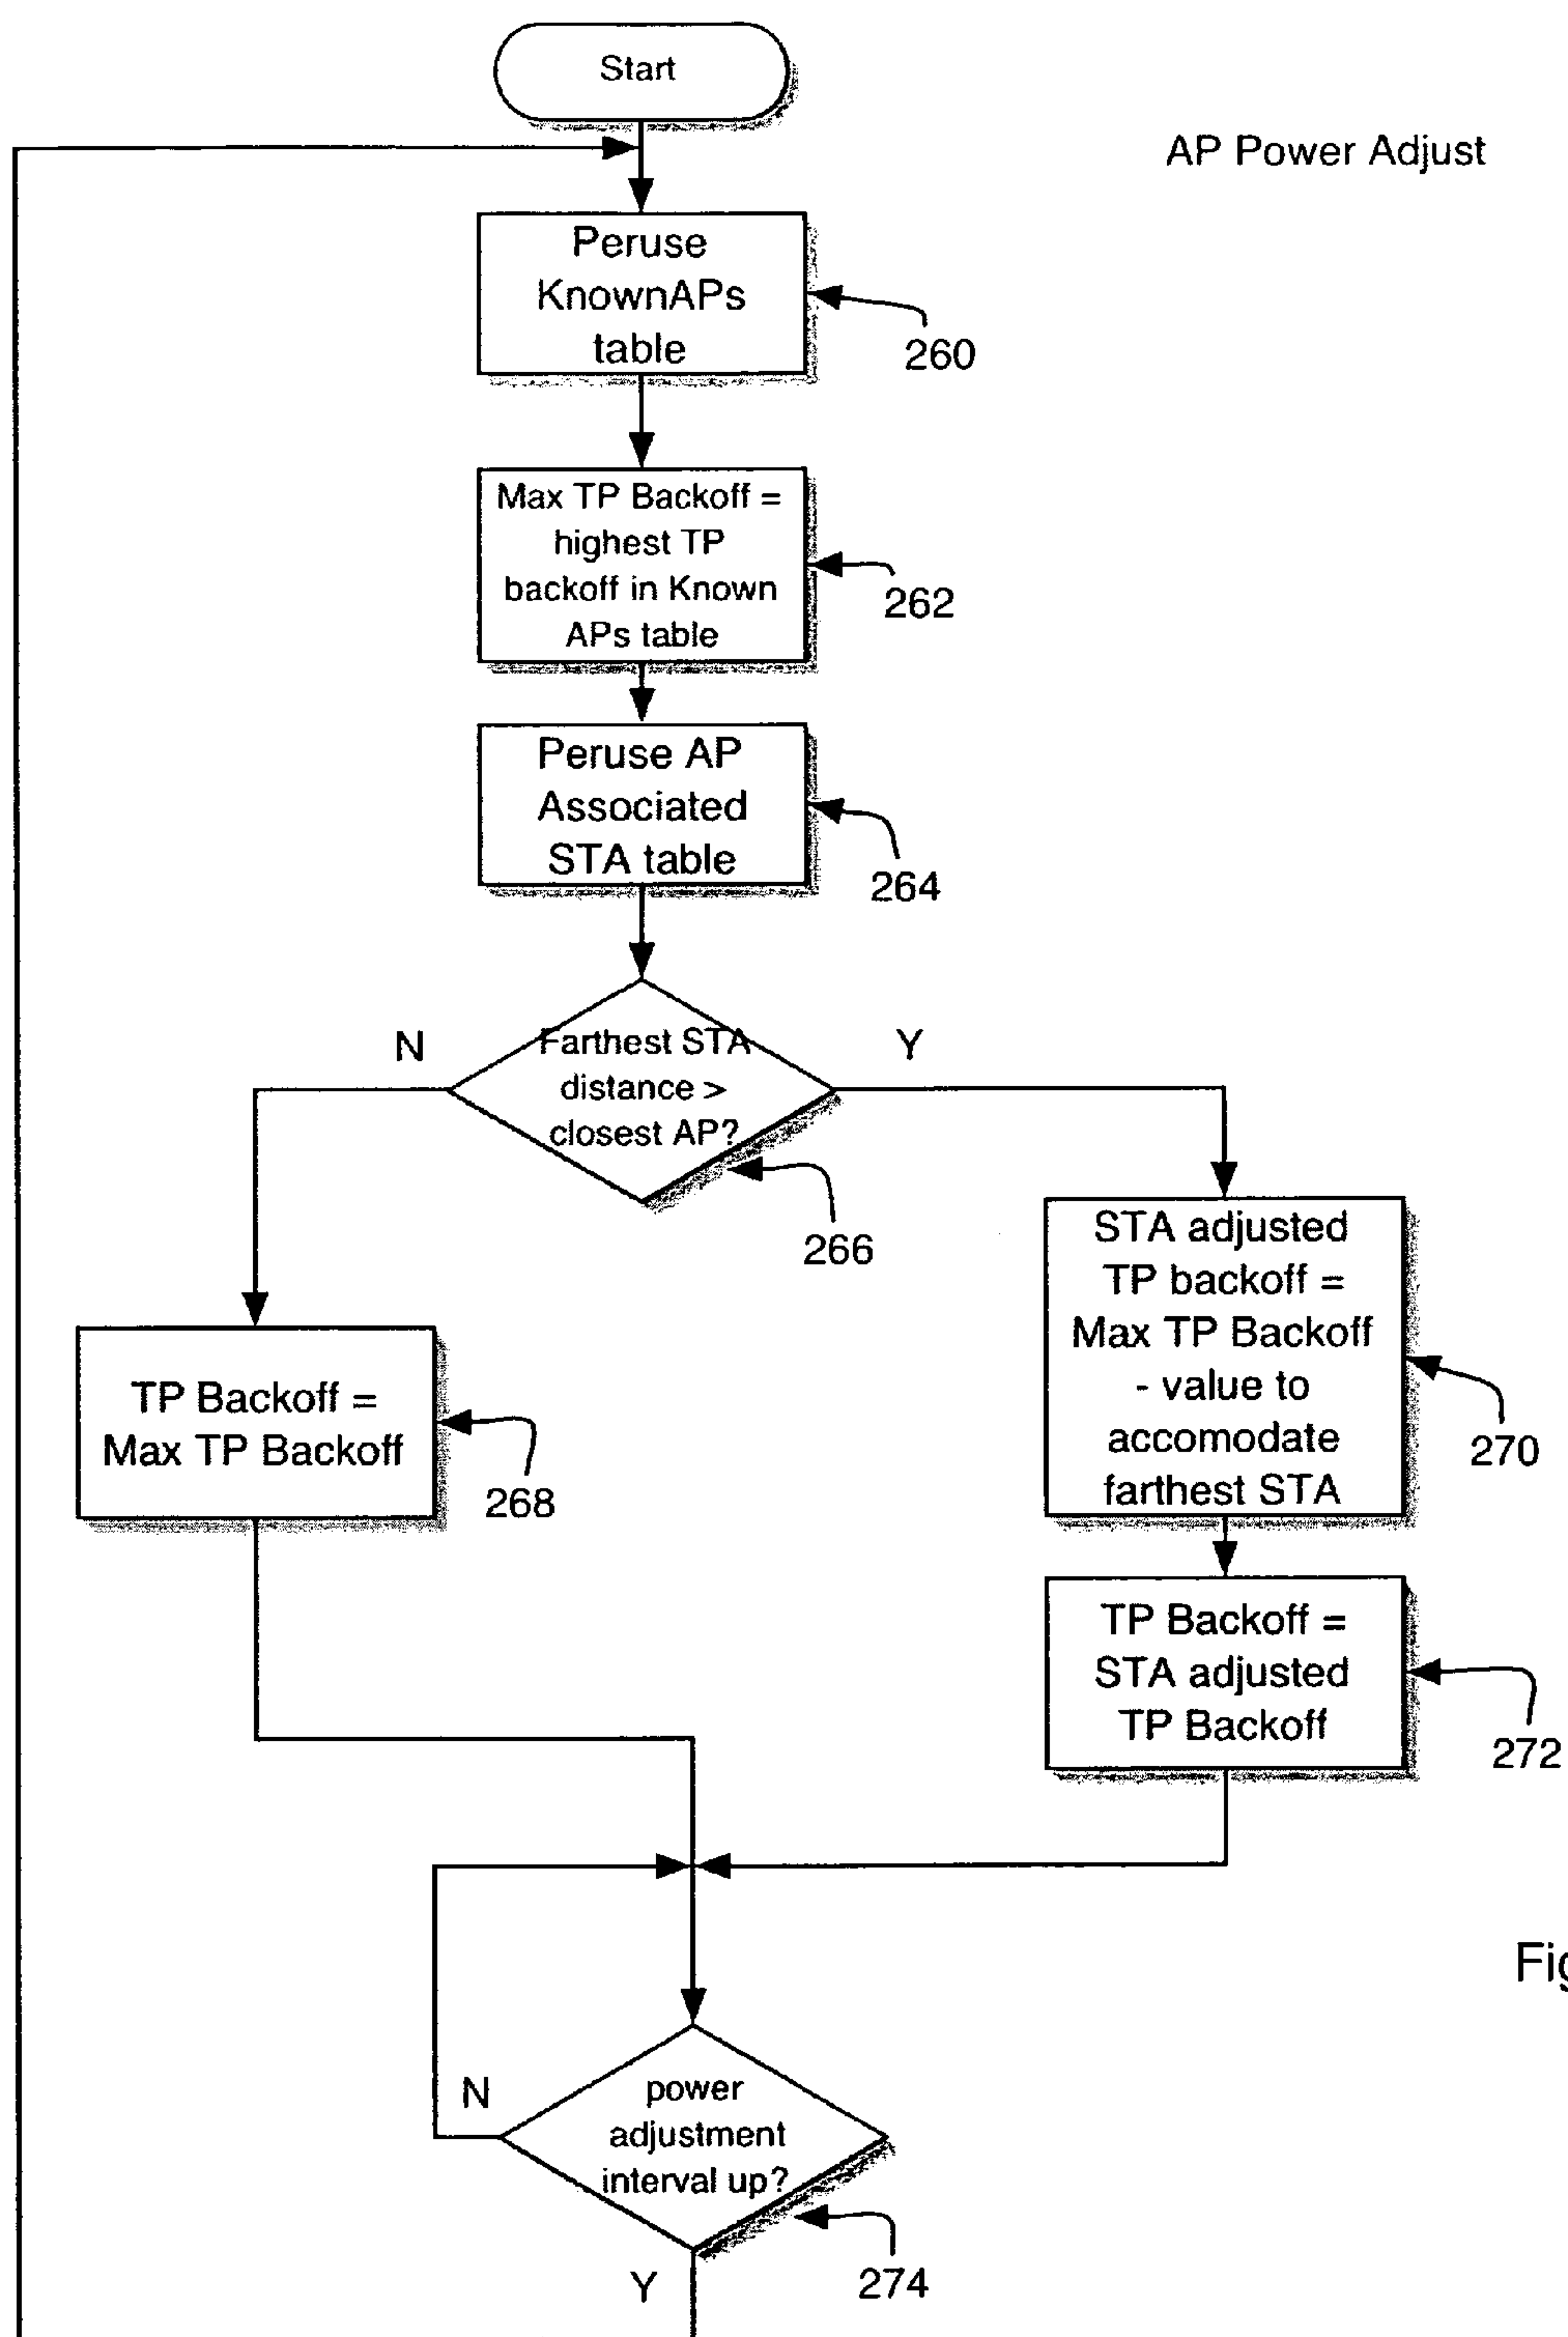 Start
AP Power Adjust
Peruse
KnownAPs
table
260
Max TP Backoff =
highest TP
backoff in Known
APs table
262
Peruse AP
Associated
STA table
264
N
Farthest STA
distance >
closest AP?
Y
266
STA adjusted
TP backoff =
Max TP Backoff
- value to
accomodate
farthest STA
270
TP Backoff =
Max TP Backoff
268
TP Backoff =
STA adjusted
TP Backoff
272
Fig
N
power
adjustment
interval up?
274
Y